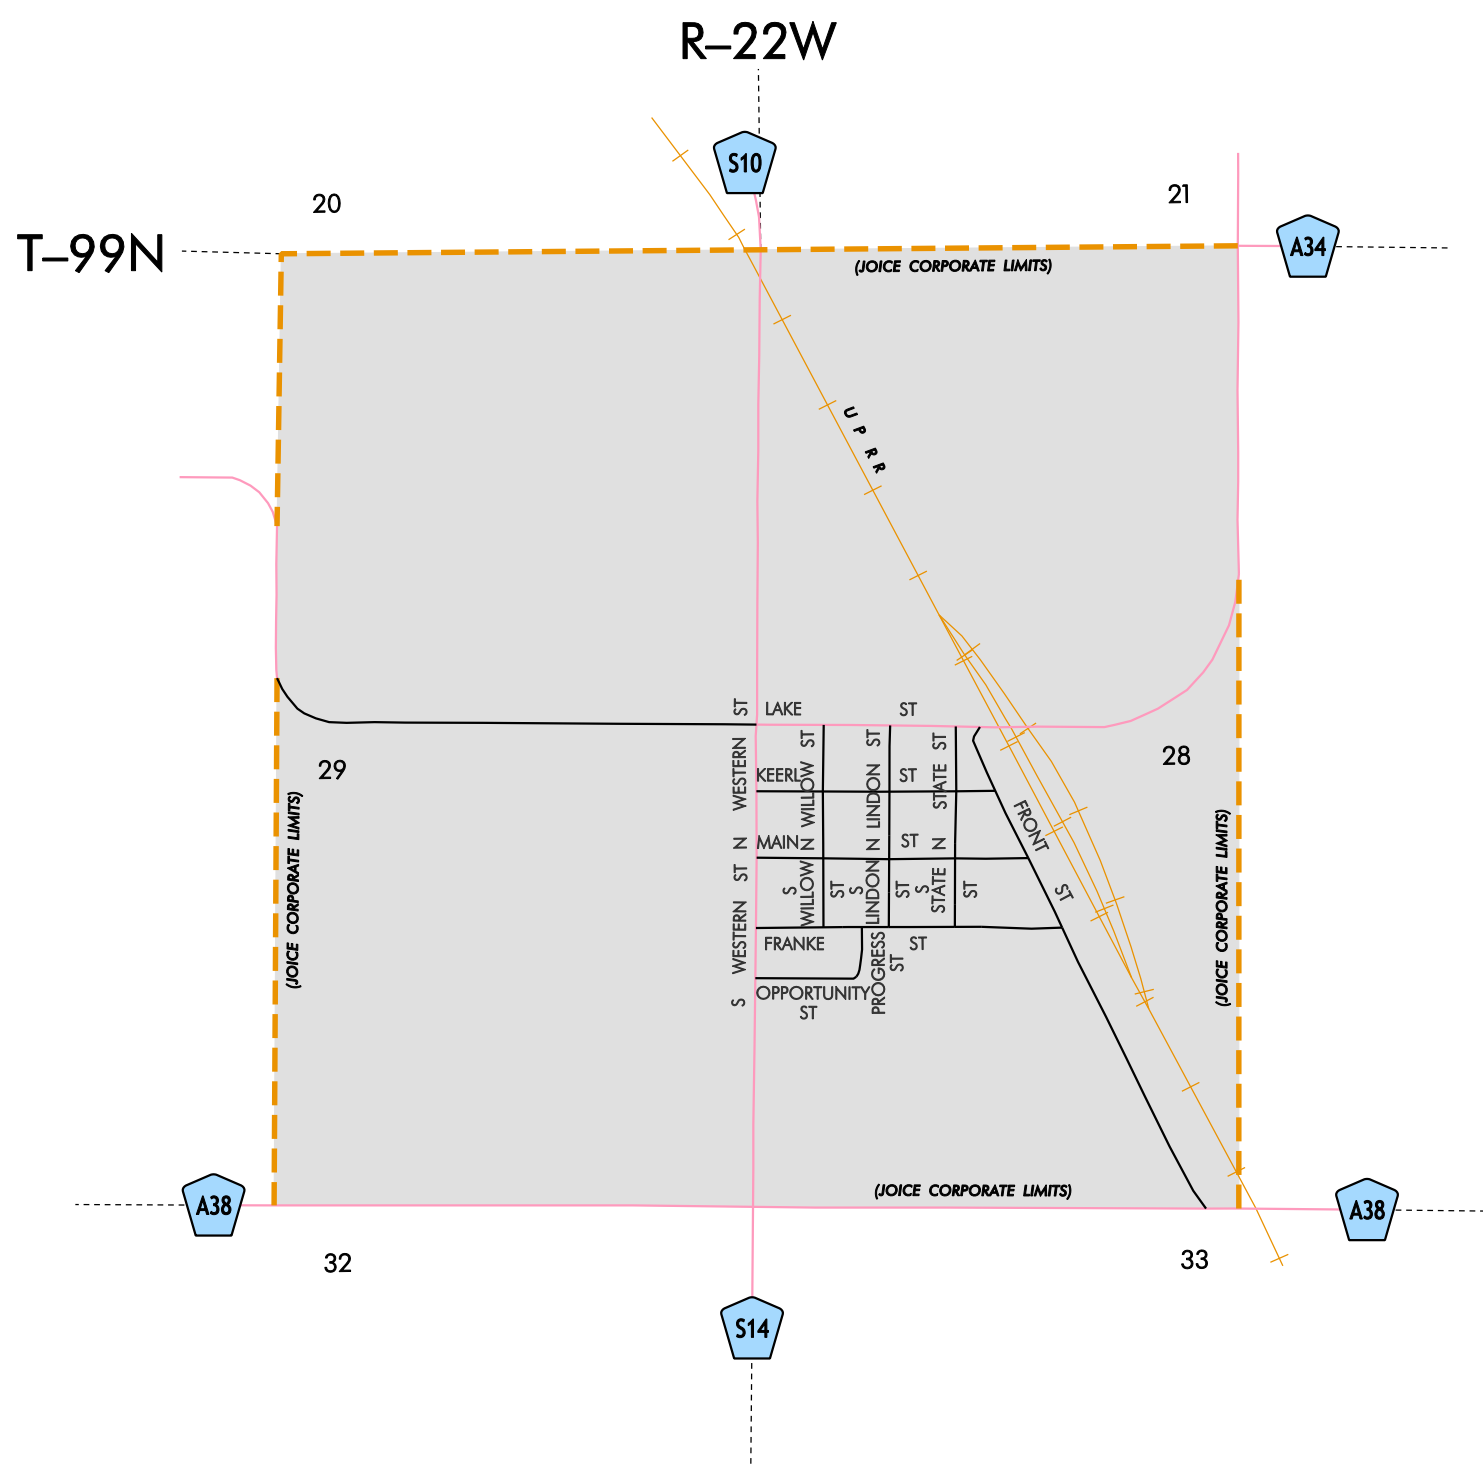 R–22W
S10
20
21
T–99N
A34
(JOICE CORPORATE LIMITS)
U P R R
LAKE ST
29
28
KEERL ST
MAIN ST
FRANKE ST
OPPORTUNITY
ST
N WESTERN ST
S WESTERN ST
N WILLOW ST
S
WILLOW
ST
N LINDON ST
S
LINDON
ST
N STATE ST
S
STATE
ST
PROGRESS
ST
FRONT ST
(JOICE CORPORATE LIMITS)
(JOICE CORPORATE LIMITS)
(JOICE CORPORATE LIMITS)
A38
A38
32
33
S14